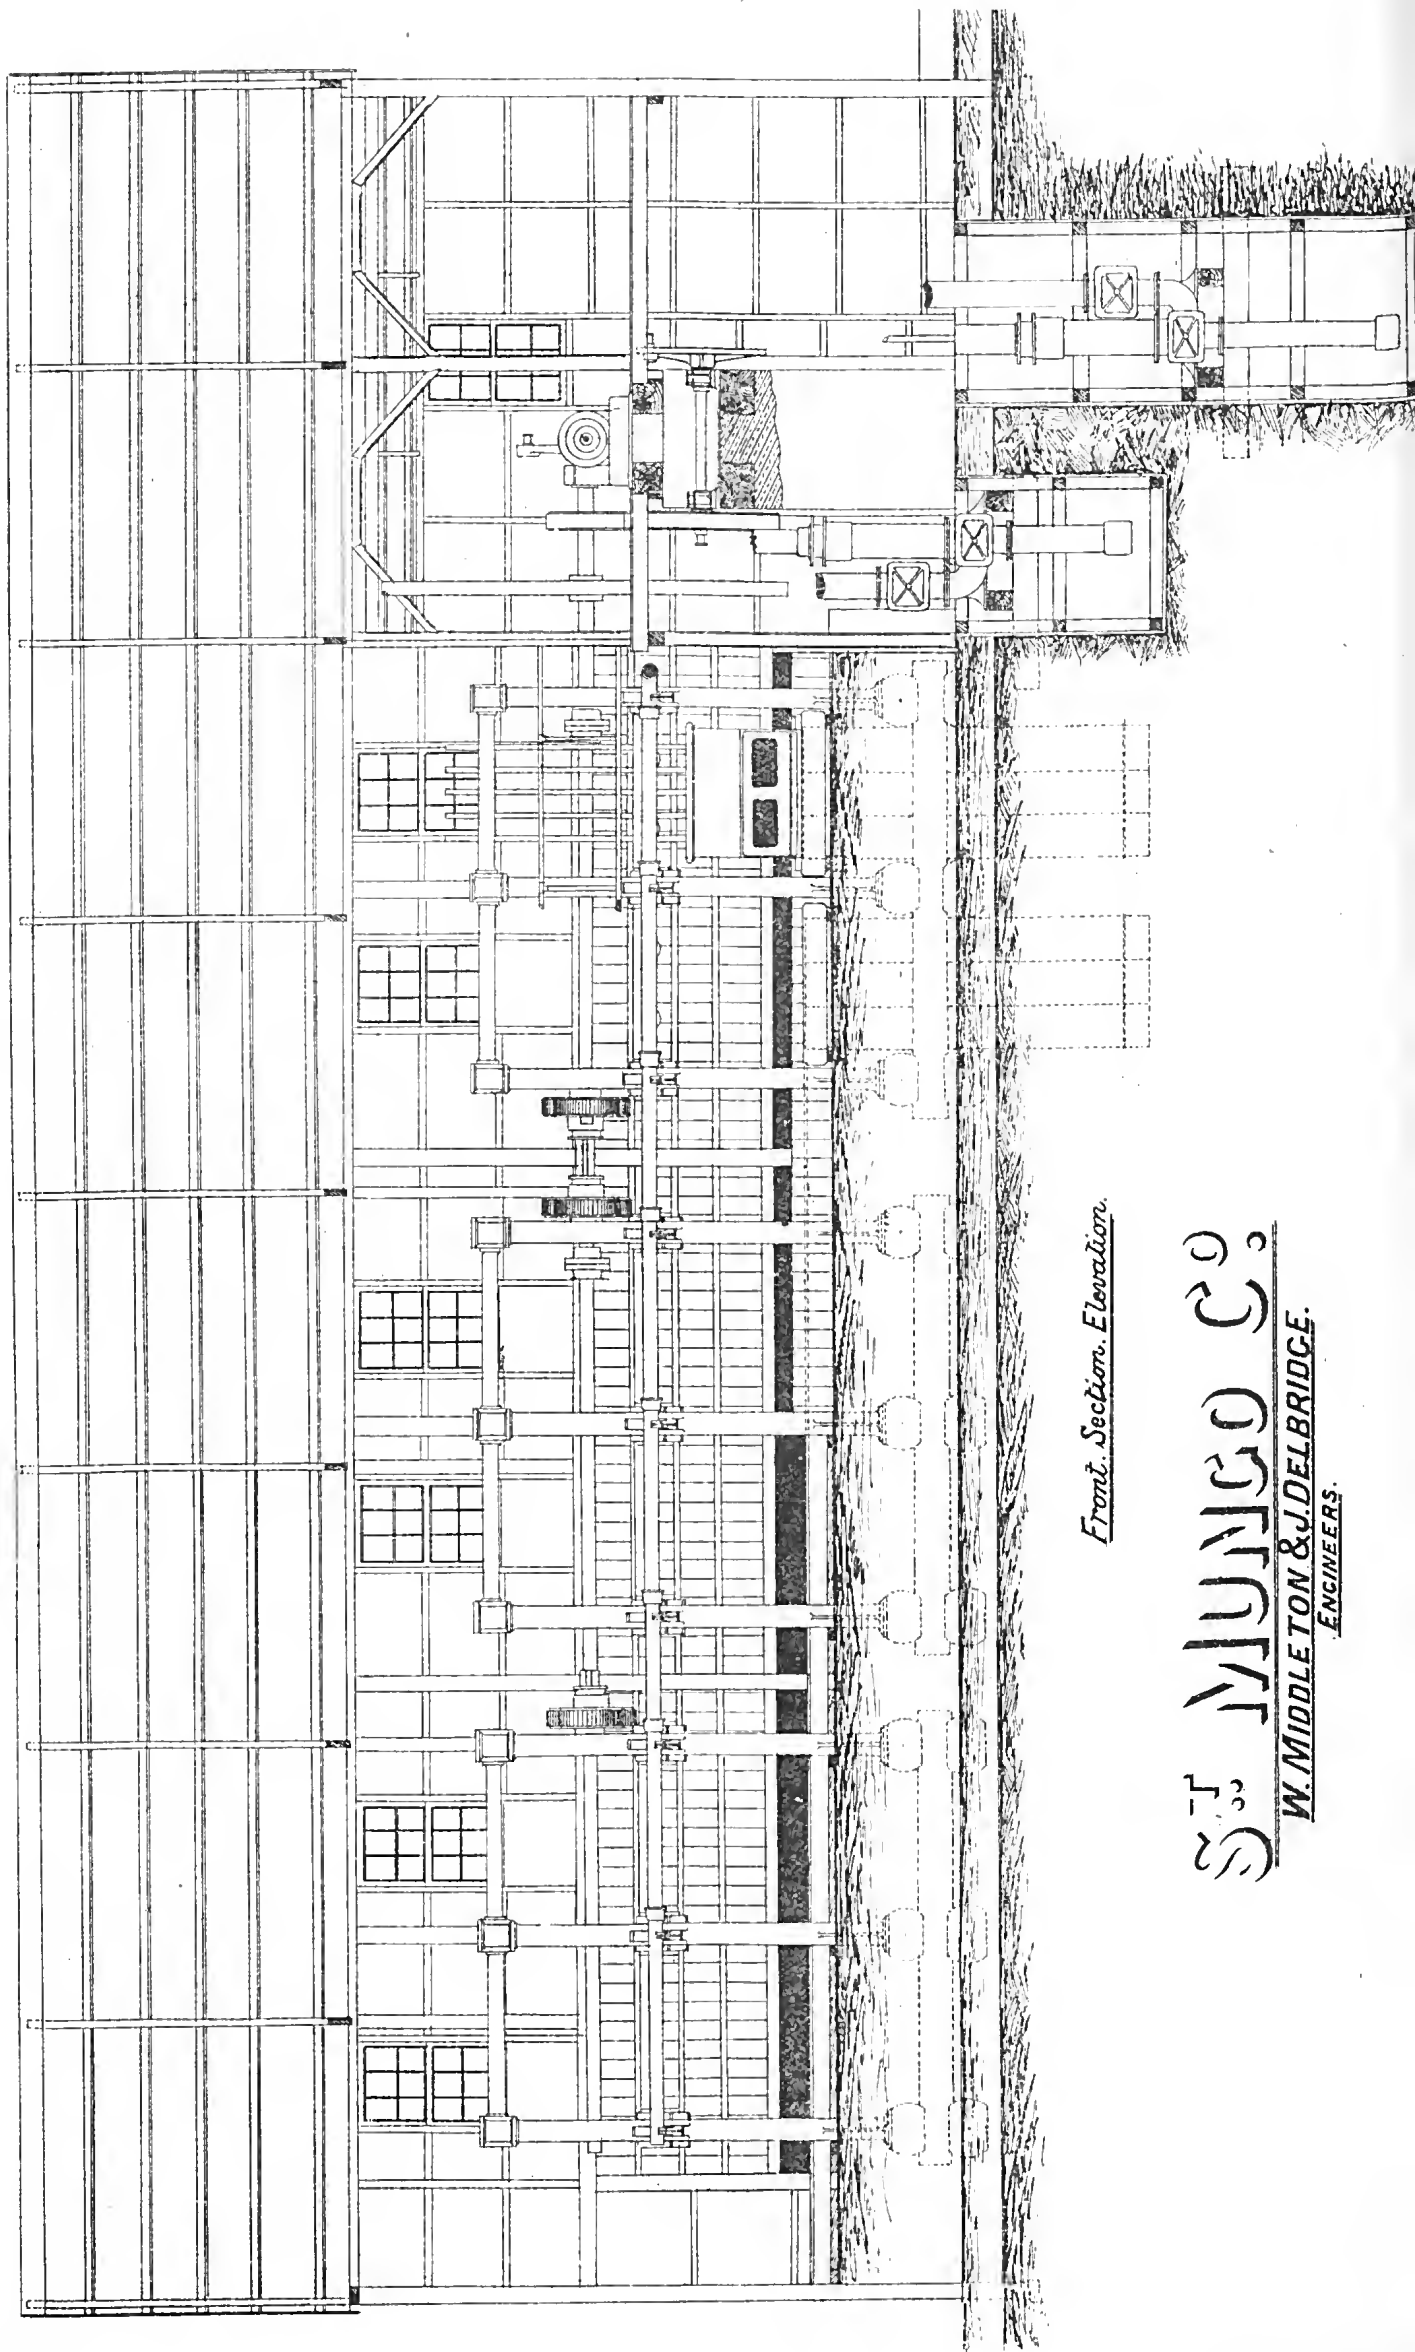 Front. Section. Elevation.
ST MUNGO CO
W. MIDDLETON & J. DELBRIDGE.
ENGINEERS.